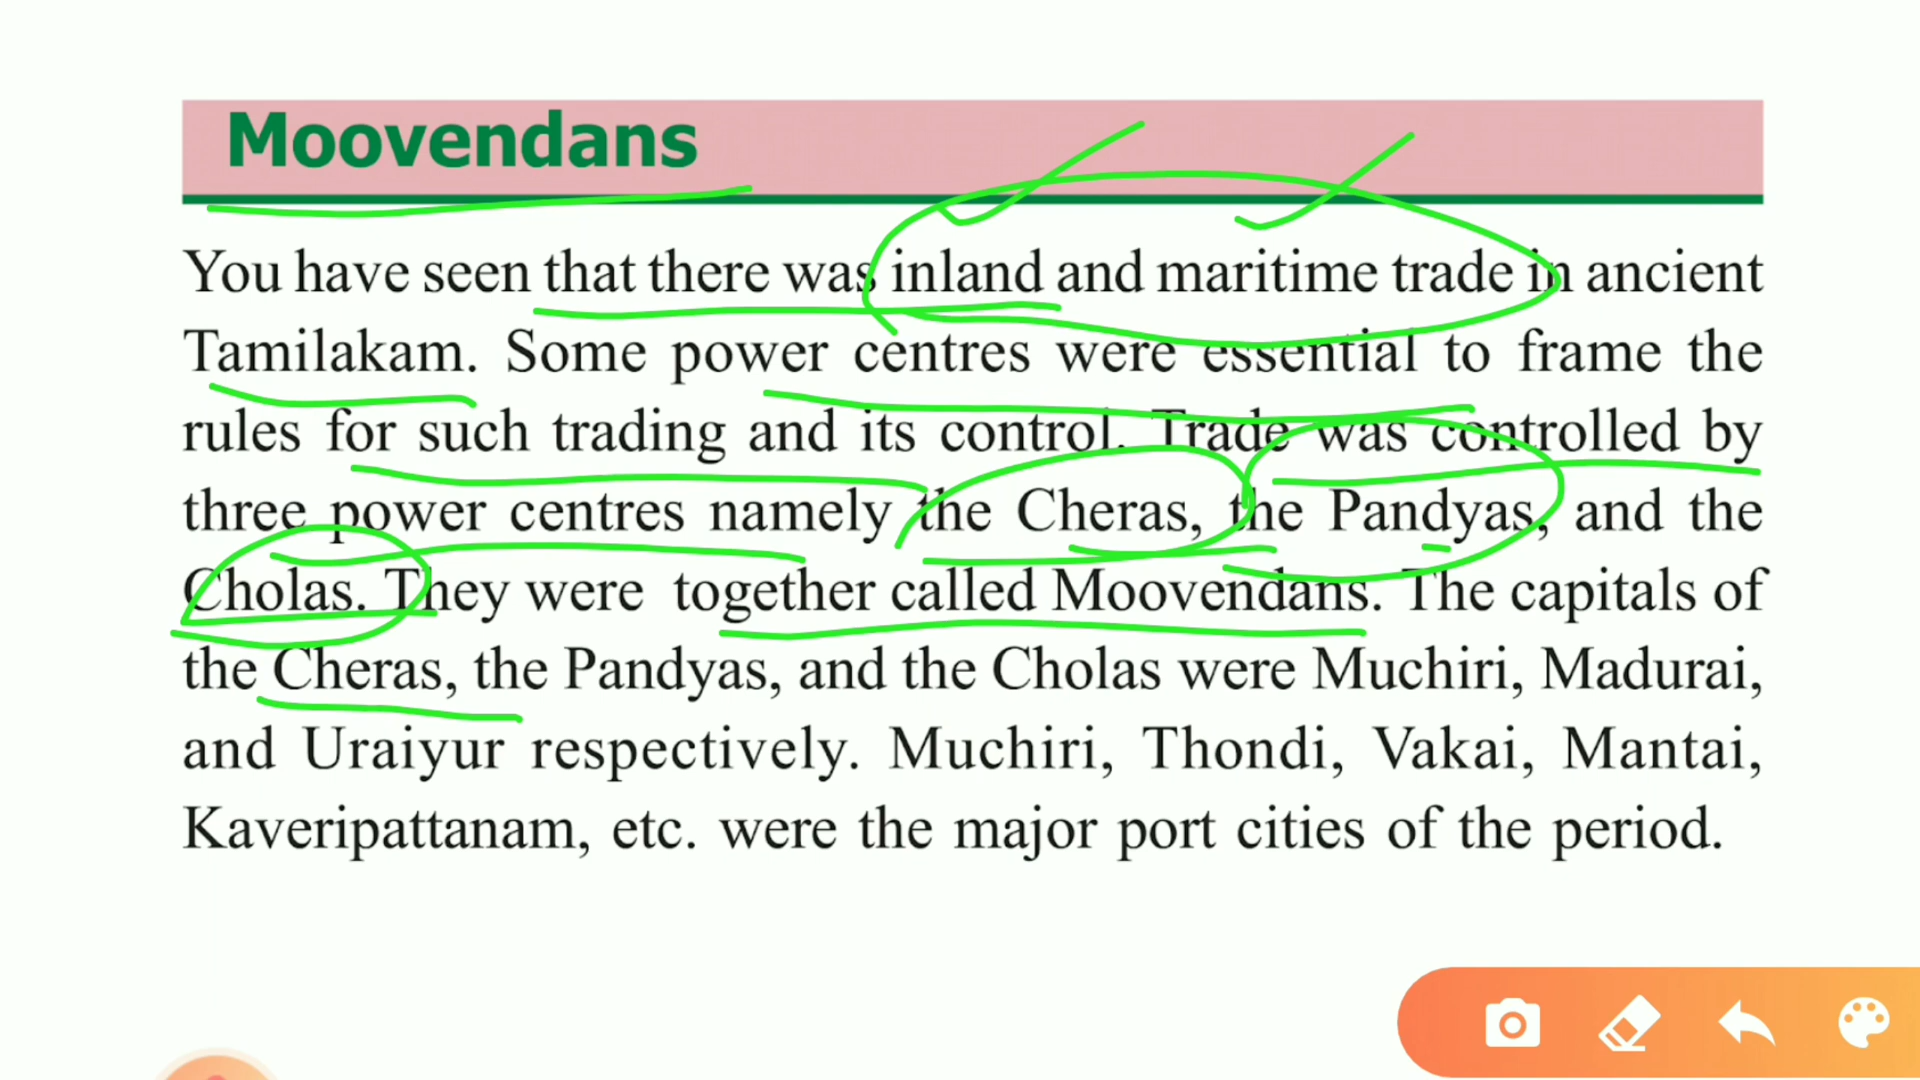 Moovendans
You have seen that there was inland and maritime trade in ancient
Tamilakam. Some power centres were essential to frame the
rules for such trading and its control. Trade was controlled by
three power centres namely the Cheras, the Pandyas, and the
Cholas. They were together called Moovendans. The capitals of
the Cheras, the Pandyas, and the Cholas were Muchiri, Madurai,
and Uraiyur respectively. Muchiri, Thondi, Vakai, Mantai,
Kaveripattanam, etc. were the major port cities of the period.